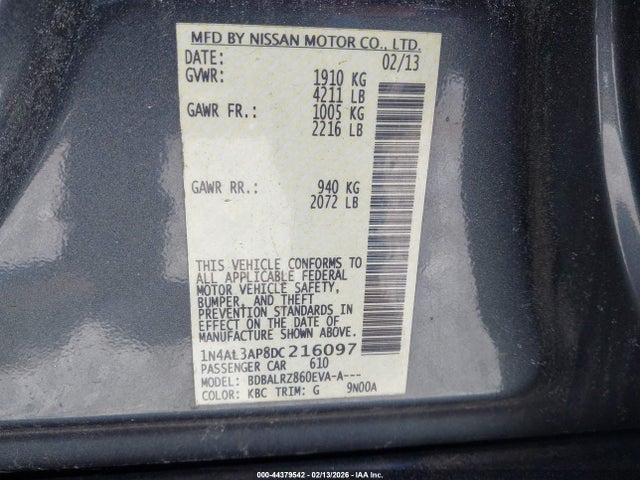 MFD BY NISSAN MOTOR CO., LTD.
DATE: 02/13
GVWR: 1910 KG
4211 LB
GAWR FR.: 1005 KG
2216 LB
GAWR RR.: 940 KG
2072 LB
THIS VEHICLE CONFORMS TO
ALL APPLICABLE FEDERAL
MOTOR VEHICLE SAFETY,
BUMPER, AND THEFT
PREVENTION STANDARDS IN
EFFECT ON THE DATE OF
MANUFACTURE SHOWN ABOVE.
1N4AL3AP8DC216097
PASSENGER CAR 610
MODEL: BDBALRZ860EVA-A---
COLOR: KBC TRIM: G 9N00A
000-44379542 - 02/13/2026 - IAA Inc.